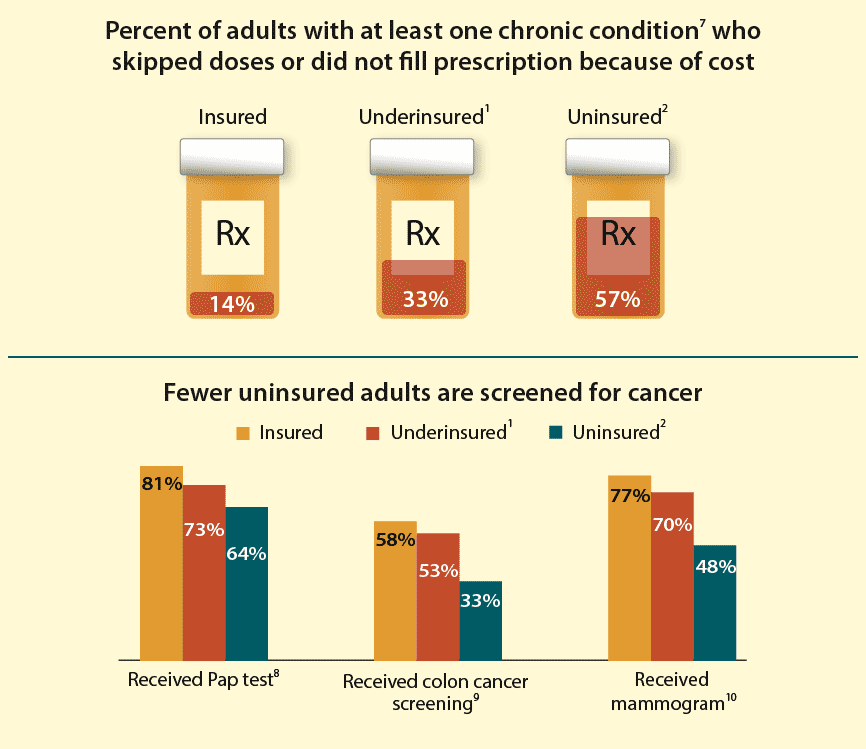 Percent of adults with at least one chronic condition⁷ who
skipped doses or did not fill prescription because of cost
Insured
Underinsured¹
Uninsured²
Rx
Rx
Rx
14%
33%
57%
Fewer uninsured adults are screened for cancer
Insured
Underinsured¹
Uninsured²
81%
73%
64%
58%
53%
33%
77%
70%
48%
Received Pap test⁸
Received colon cancer
screening⁹
Received
mammogram¹⁰